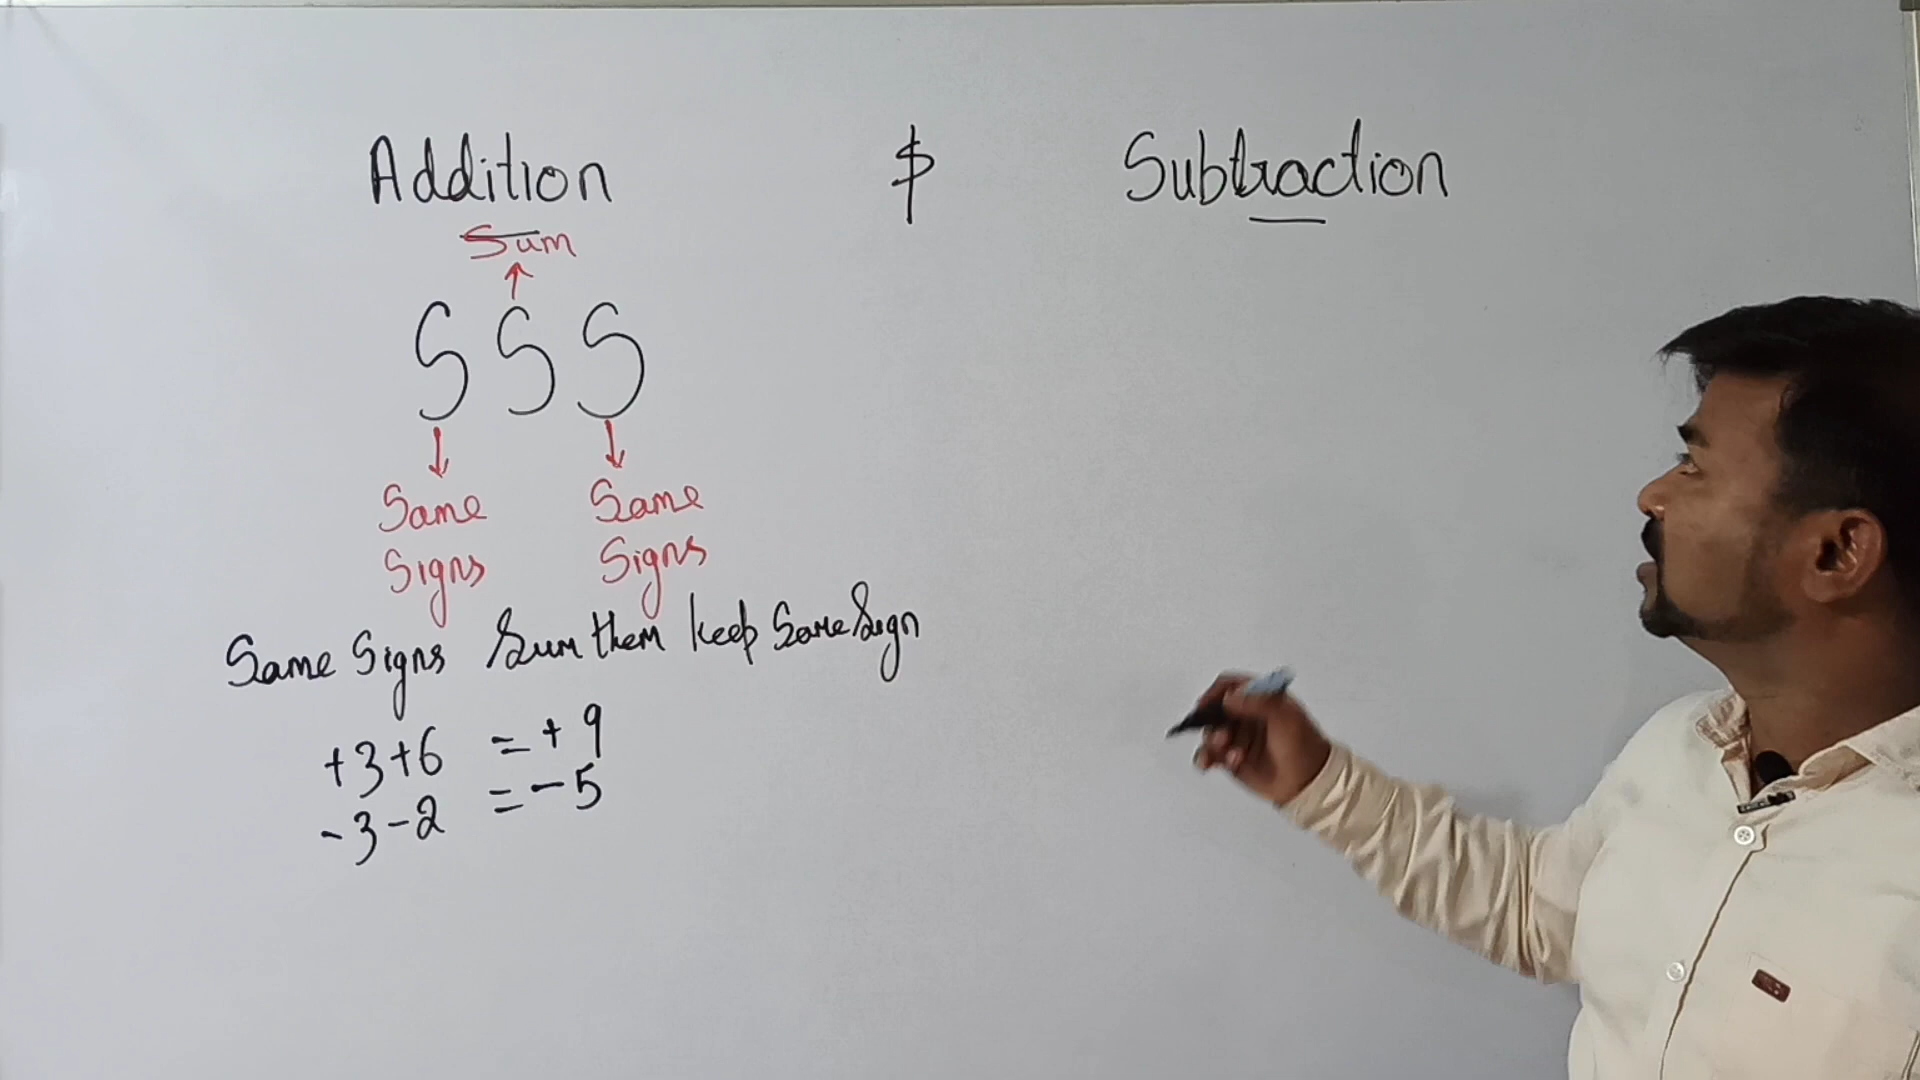 Addition $ Subtraction
Sum
S S S
Same Same
Signs Signs
Same Signs Sum them keep Same Sign
+3+6 = + 9
-3-2 = - 5